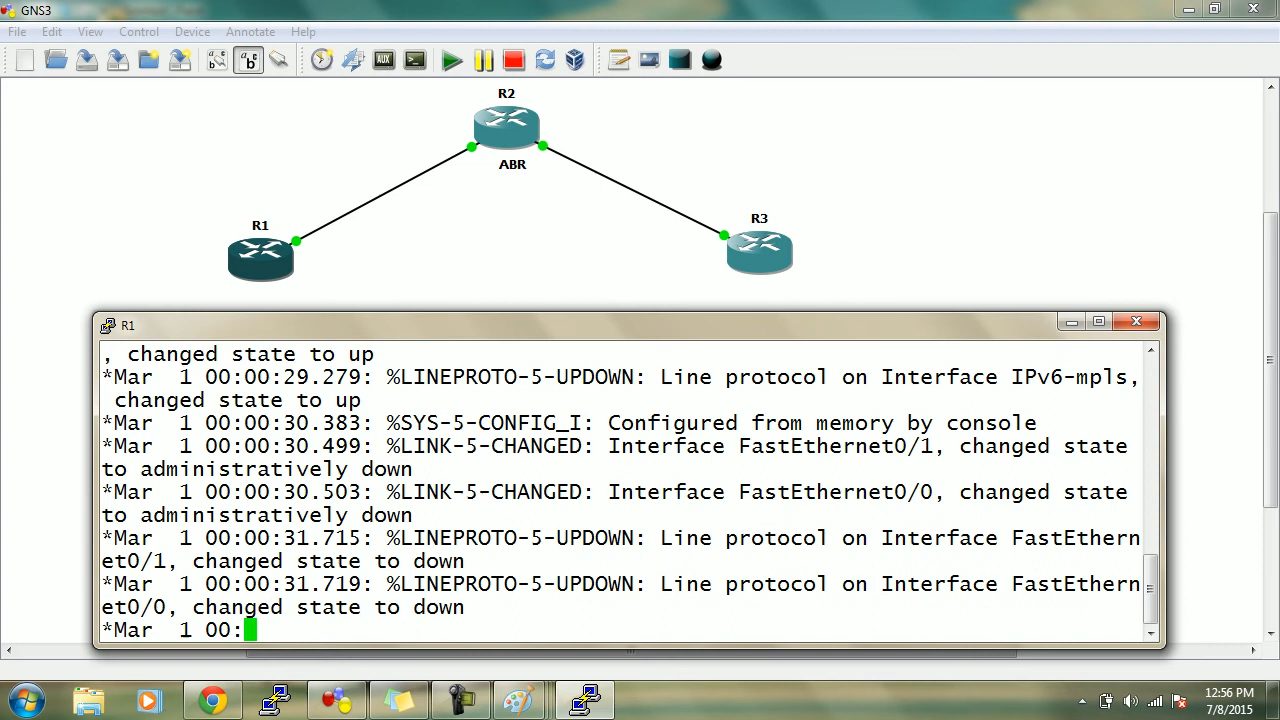 GNS3
File Edit View Control Device Annotate Help
R2
ABR
R1
R3
R1
, changed state to up
*Mar  1 00:00:29.279: %LINEPROTO-5-UPDOWN: Line protocol on Interface IPv6-mpls,
 changed state to up
*Mar  1 00:00:30.383: %SYS-5-CONFIG_I: Configured from memory by console
*Mar  1 00:00:30.499: %LINK-5-CHANGED: Interface FastEthernet0/1, changed state
to administratively down
*Mar  1 00:00:30.503: %LINK-5-CHANGED: Interface FastEthernet0/0, changed state
to administratively down
*Mar  1 00:00:31.715: %LINEPROTO-5-UPDOWN: Line protocol on Interface FastEthern
et0/1, changed state to down
*Mar  1 00:00:31.719: %LINEPROTO-5-UPDOWN: Line protocol on Interface FastEthern
et0/0, changed state to down
*Mar  1 00:
12:56 PM
7/8/2015